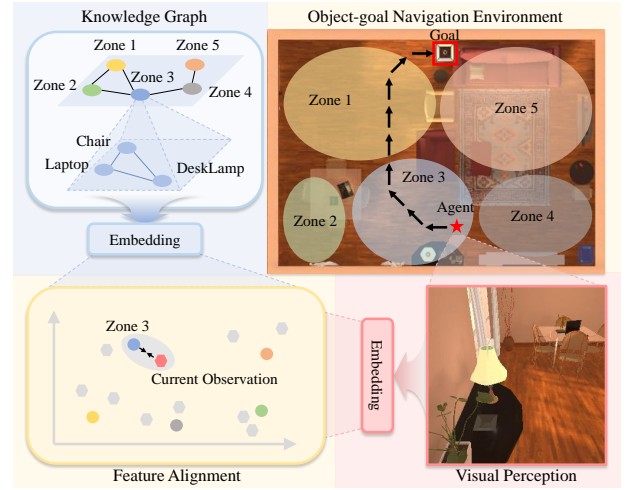 Knowledge Graph
Object-goal Navigation Environment
Zone 1
Zone 5
Zone 2
Zone 3
Zone 4
Chair
Laptop
DeskLamp
Embedding
Goal
Zone 1
Zone 5
Zone 3
Agent
Zone 2
Zone 4
Zone 3
Current Observation
Embedding
Feature Alignment
Visual Perception